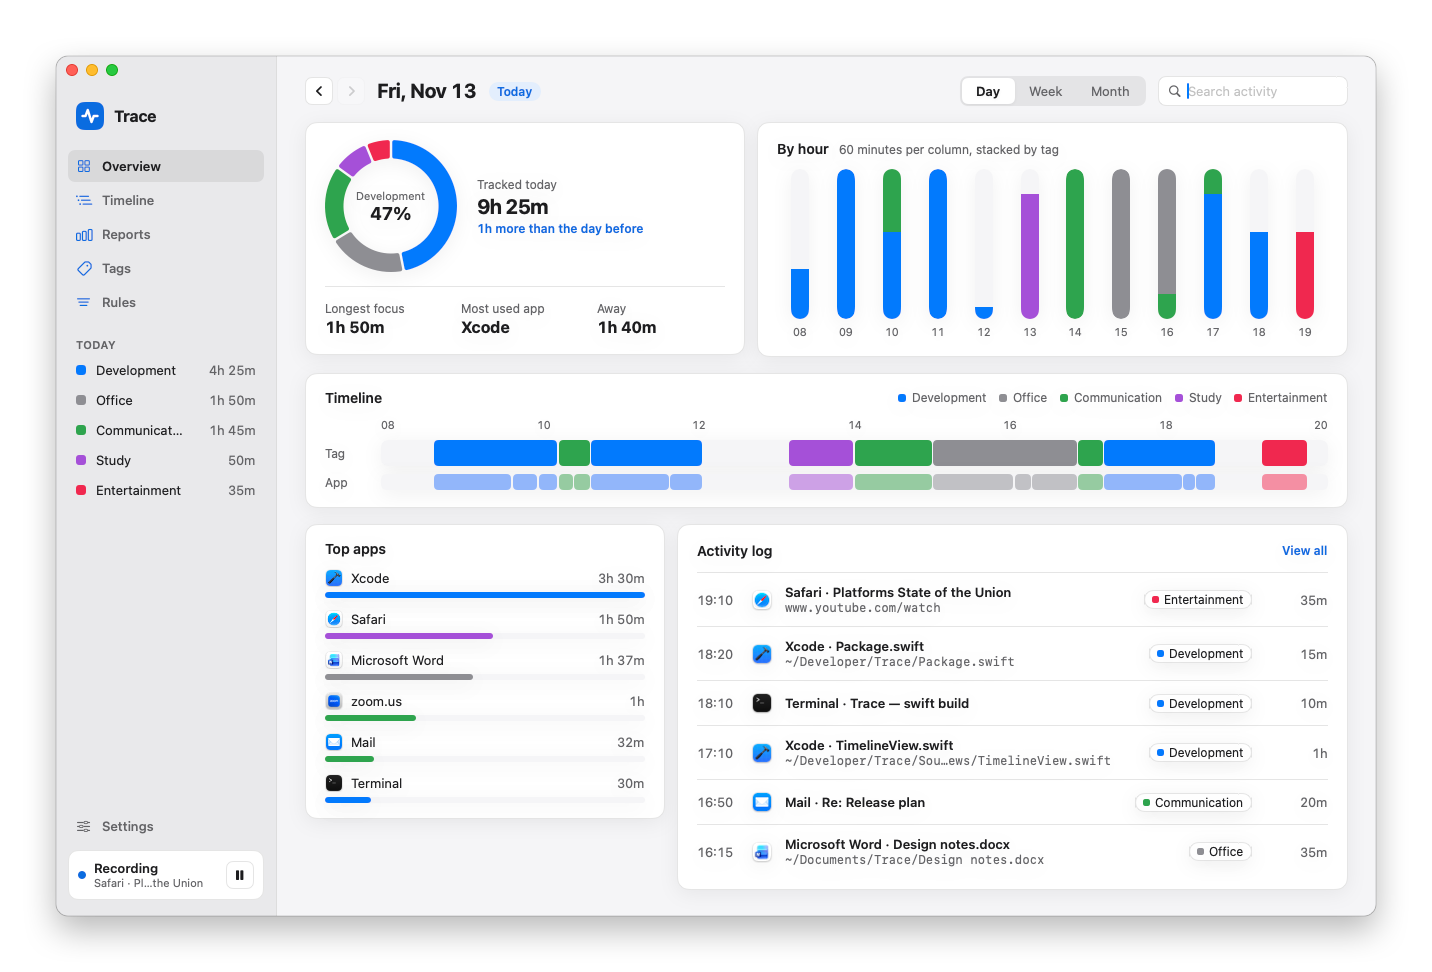 Trace
Overview
Timeline
Reports
Tags
Rules
TODAY
Development 4h 25m
Office 1h 50m
Communicat... 1h 45m
Study 50m
Entertainment 35m
Settings
Recording
Safari · Pl...the Union
Fri, Nov 13 Today
Day Week Month
Search activity
Development
47%
Tracked today
9h 25m
1h more than the day before
Longest focus
1h 50m
Most used app
Xcode
Away
1h 40m
By hour 60 minutes per column, stacked by tag
08 09 10 11 12 13 14 15 16 17 18 19
Timeline
Development Office Communication Study Entertainment
08 10 12 14 16 18 20
Tag
App
Top apps
Xcode 3h 30m
Safari 1h 50m
Microsoft Word 1h 37m
zoom.us 1h
Mail 32m
Terminal 30m
Activity log View all
19:10 Safari · Platforms State of the Union Entertainment 35m
www.youtube.com/watch
18:20 Xcode · Package.swift Development 15m
~/Developer/Trace/Package.swift
18:10 Terminal · Trace — swift build Development 10m
17:10 Xcode · TimelineView.swift Development 1h
~/Developer/Trace/Sou…ews/TimelineView.swift
16:50 Mail · Re: Release plan Communication 20m
16:15 Microsoft Word · Design notes.docx Office 35m
~/Documents/Trace/Design notes.docx